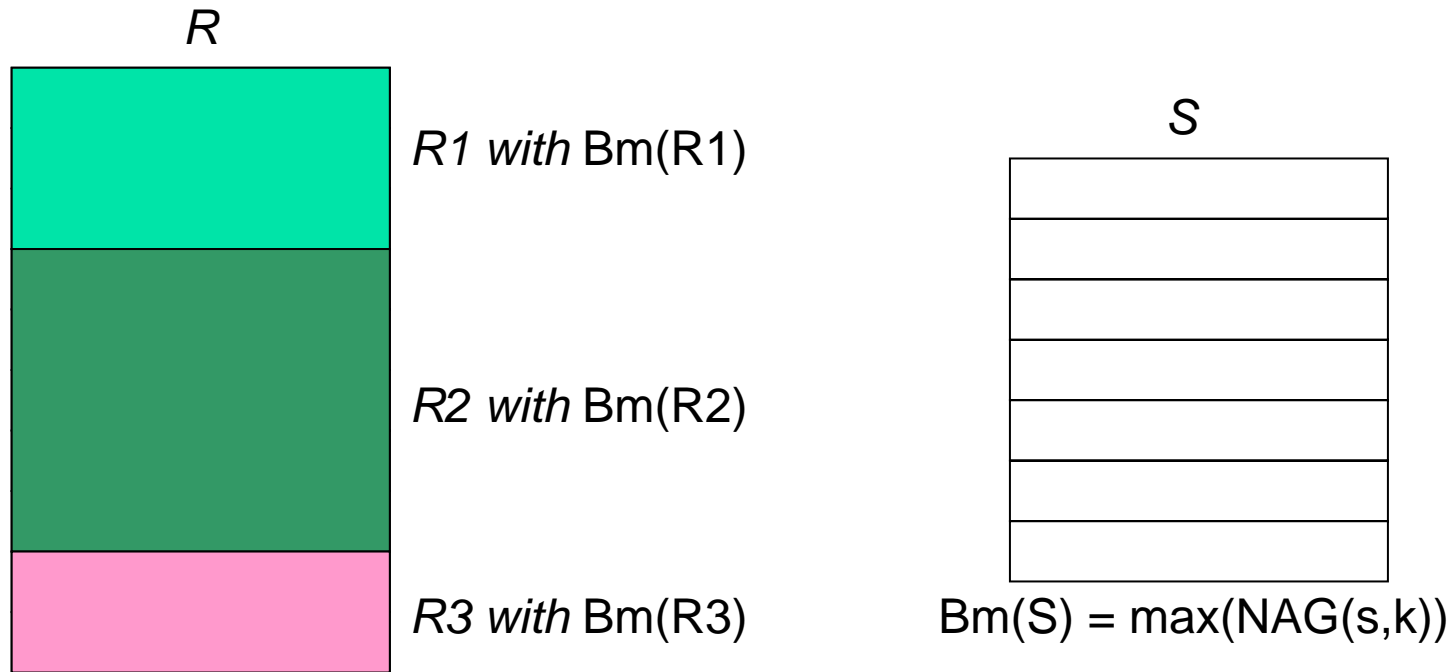 R
R1 with Bm(R1)
R2 with Bm(R2)
R3 with Bm(R3)
S
Bm(S) = max(NAG(s,k))